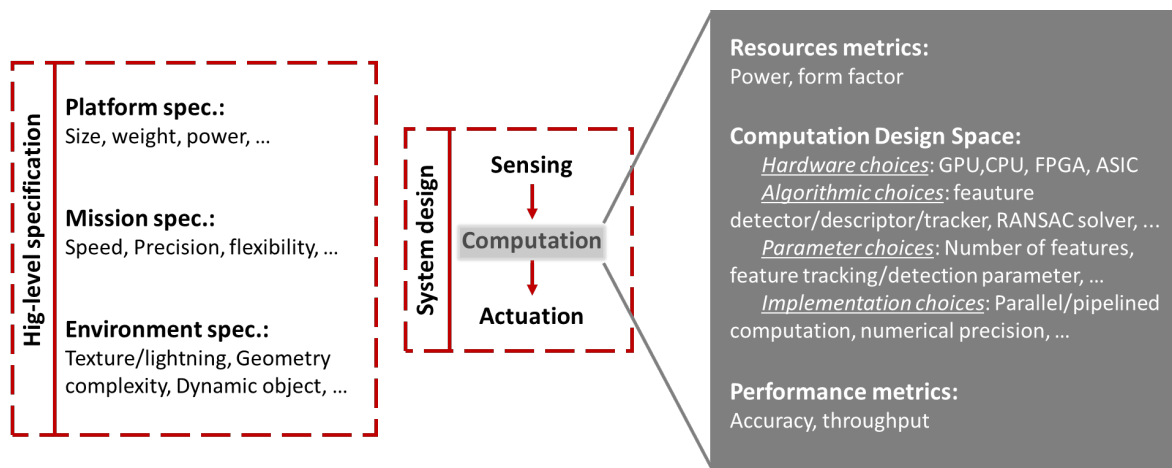 Hig-level specification
Platform spec.:
Size, weight, power, ...
Mission spec.:
Speed, Precision, flexibility, ...
Environment spec.:
Texture/lightning, Geometry
complexity, Dynamic object, ...
System design
Sensing
Computation
Actuation
Resources metrics:
Power, form factor
Computation Design Space:
Hardware choices: GPU,CPU, FPGA, ASIC
Algorithmic choices: feauture
detector/descriptor/tracker, RANSAC solver, ...
Parameter choices: Number of features,
feature tracking/detection parameter, ...
Implementation choices: Parallel/pipelined
computation, numerical precision, ...
Performance metrics:
Accuracy, throughput